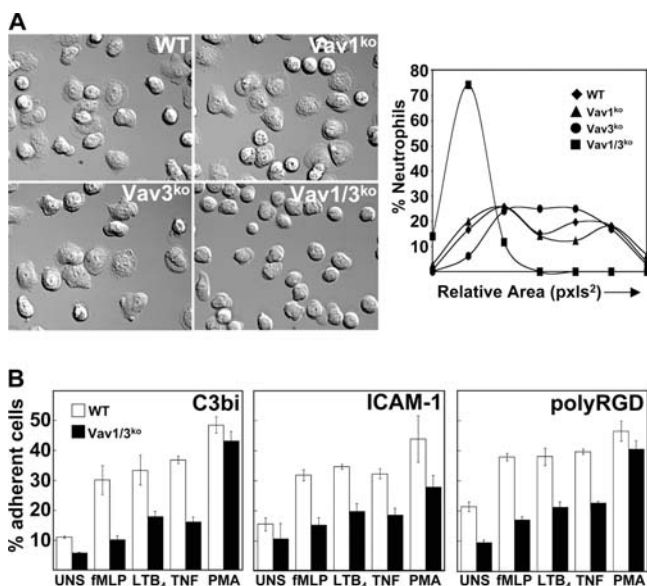 A
WT
Vav1ko
Vav3ko
Vav1/3ko
80
70
60
50
40
30
20
10
% Neutrophils
WT
Vav1ko
Vav3ko
Vav1/3ko
Relative Area (pxls2) →
B
% adherent cells
50
40
30
20
10
WT
Vav1/3ko
C3bi
UNS fMLP LTB4 TNF PMA
ICAM-1
UNS fMLP LTB4 TNF PMA
polyRGD
UNS fMLP LTB4 TNF PMA